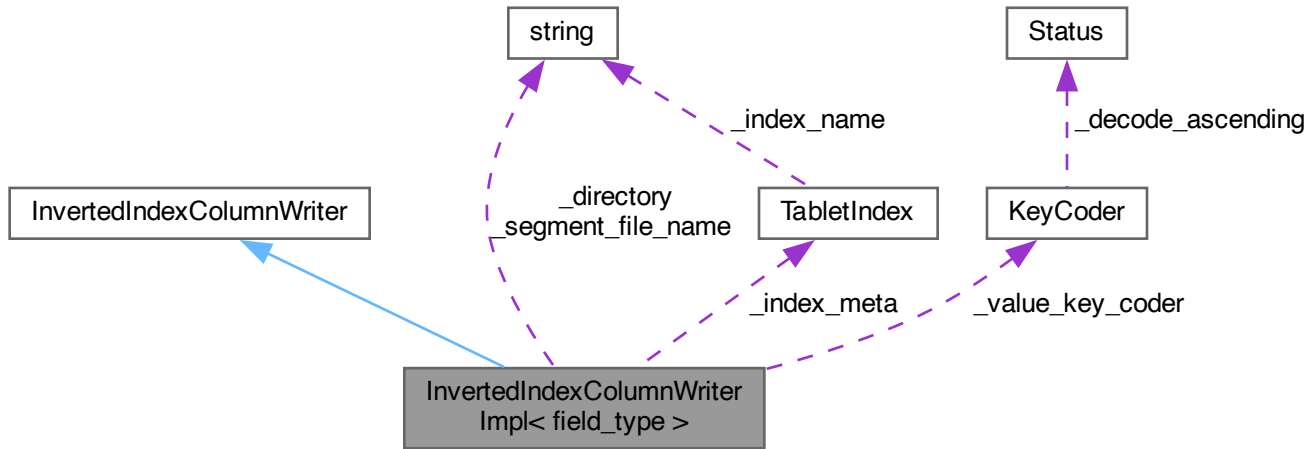 string
Status
_index_name
_decode_ascending
InvertedIndexColumnWriter
_directory
_segment_file_name
TabletIndex
KeyCoder
_index_meta
_value_key_coder
InvertedIndexColumnWriter
Impl< field_type >